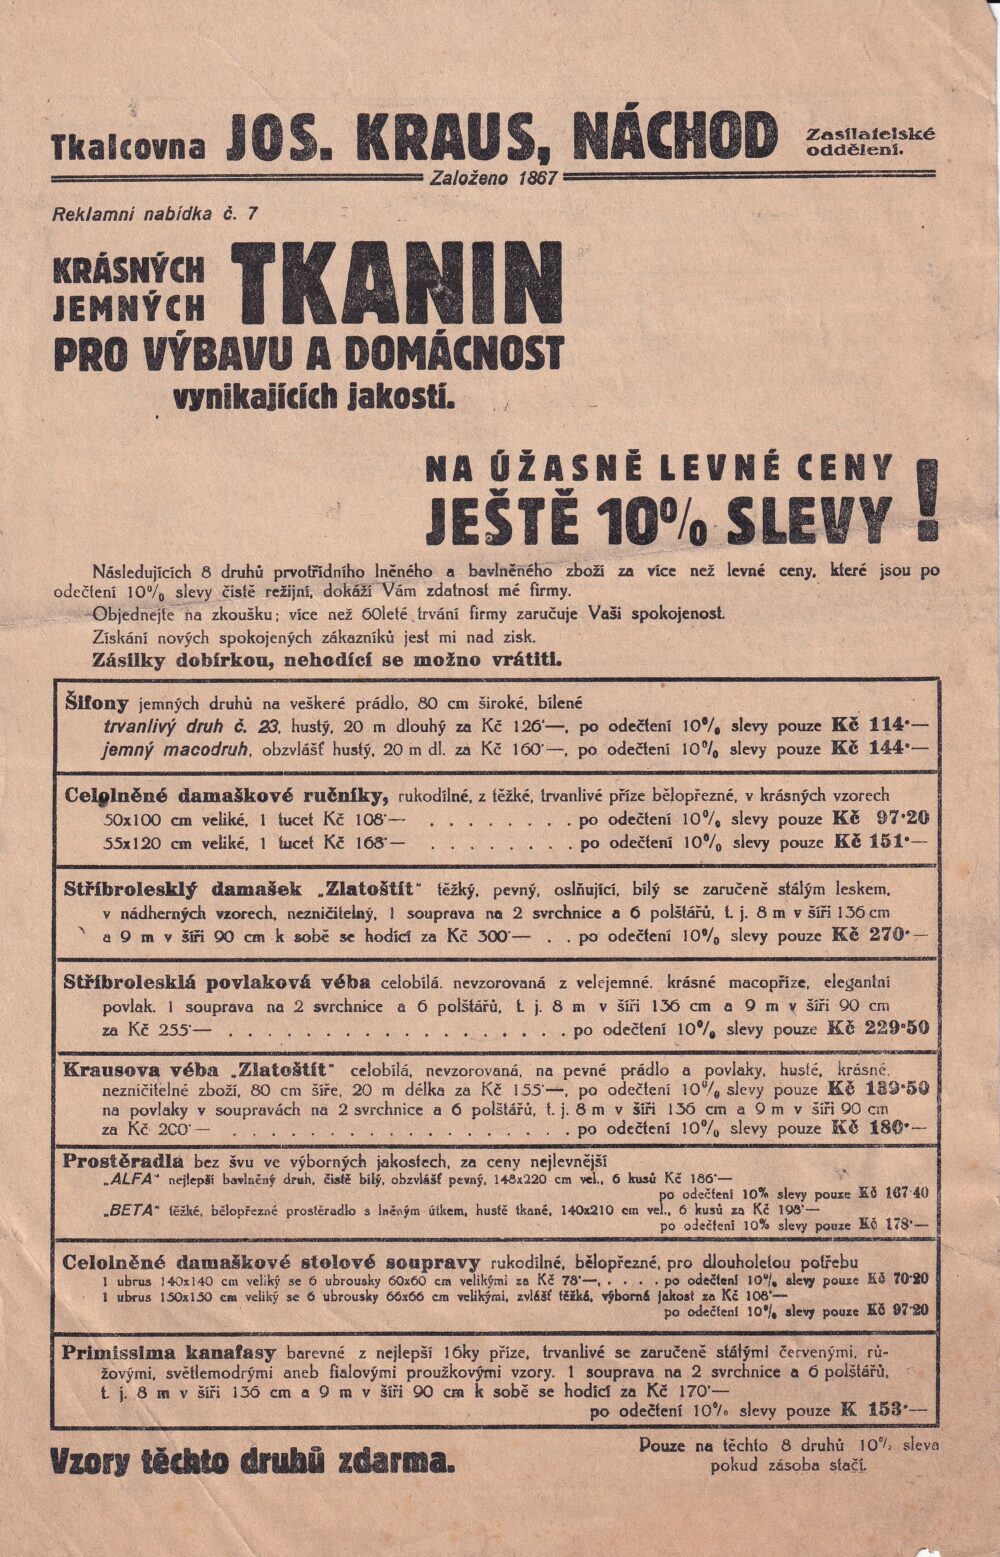 Tkalcovna JOS. KRAUS, NÁCHOD Zasílatelské oddělení.
Založeno 1867
Reklamní nabídka č. 7
KRÁSNÝCH JEMNÝCH TKANIN
PRO VÝBAVU A DOMÁCNOST
vynikajících jakostí.
NA ÚŽASNĚ LEVNÉ CENY
JEŠTĚ 10% SLEVY!
Následujících 8 druhů prvotřídního lněného a bavlněného zboží za více než levné ceny, které jsou po
odečtení 10% slevy čistě režijní, dokáží Vám zdatnost mé firmy.
Objednejte na zkoušku; více než 60leté trvání firmy zaručuje Vaši spokojenost.
Získání nových spokojených zákazníků jest mi nad zisk.
Zásilky dobírkou, nehodící se možno vrátiti.
Šifony jemných druhů na veškeré prádlo, 80 cm široké, bílené
trvanlivý druh č. 23, hustý, 20 m dlouhý za Kč 126·—, po odečtení 10% slevy pouze Kč 114·—
jemný macodruh, obzvlášť hustý, 20 m dl. za Kč 160·—, po odečtení 10% slevy pouze Kč 144·—
Celolněné damaškové ručníky, rukodílné, z těžké, trvanlivé příze bělopřezné, v krásných vzorech
50x100 cm veliké, 1 tucet Kč 108·— . . . . . . . . po odečtení 10% slevy pouze Kč 97·20
55x120 cm veliké, 1 tucet Kč 168·— . . . . . . . . po odečtení 10% slevy pouze Kč 151·—
Stříbrolesklý damašek „Zlatoštít" těžký, pevný, oslňující, bílý se zaručeně stálým leskem,
v nádherných vzorech, nezničitelný, 1 souprava na 2 svrchnice a 6 polštářů, t. j. 8 m v šíři 136 cm
a 9 m v šíři 90 cm k sobě se hodící za Kč 300·— . . po odečtení 10% slevy pouze Kč 270·—
Stříbrolesklá povlaková véba celobílá. nevzorovaná z velejemné. krásné macopříze, elegantní
povlak. 1 souprava na 2 svrchnice a 6 polštářů, t. j. 8 m v šíři 136 cm a 9 m v šíři 90 cm
za Kč 255·— . . . . . . . . . . . . . . . . . . po odečtení 10% slevy pouze Kč 229·50
Krausova véba „Zlatoštít" celobílá, nevzorovaná, na pevné prádlo a povlaky, husté, krásné,
nezničitelné zboží, 80 cm šíře, 20 m délka za Kč 155·—, po odečtení 10% slevy pouze Kč 139·50
na povlaky v soupravách na 2 svrchnice a 6 polštářů, t. j. 8 m v šíři 136 cm a 9 m v šíři 90 cm
za Kč 200·— . . . . . . . . . . . . . . . . . . po odečtení 10% slevy pouze Kč 180·—
Prostěradla bez švu ve výborných jakostech, za ceny nejlevnější
„ALFA" nejlepší bavlněný druh, čistě bílý, obzvlášť pevný, 148x220 cm vel., 6 kusů Kč 186·—
po odečtení 10% slevy pouze Kč 167·40
„BETA" těžké, bělopřezné prostěradlo s lněným útkem, hustě tkané, 140x210 cm vel., 6 kusů za Kč 198·—
po odečtení 10% slevy pouze Kč 178·—
Celolněné damaškové stolové soupravy rukodílné, bělopřezné, pro dlouholetou potřebu
1 ubrus 140x140 cm veliký se 6 ubrousky 60x60 cm velikými za Kč 78·—, . . . . po odečtení 10% slevy pouze Kč 70·20
1 ubrus 150x150 cm veliký se 6 ubrousky 66x66 cm velikými, zvlášť těžká, výborná jakost za Kč 108·—
po odečtení 10% slevy pouze Kč 97·20
Primissima kanafasy barevné z nejlepší 16ky příze, trvanlivé se zaručeně stálými červenými, rů-
žovými, světlemodrými aneb fialovými proužkovými vzory. 1 souprava na 2 svrchnice a 6 polštářů,
t. j. 8 m v šíři 136 cm a 9 m v šíři 90 cm k sobě se hodící za Kč 170·—
po odečtení 10% slevy pouze K 153·—
Vzory těchto druhů zdarma.
Pouze na těchto 8 druhů 10% sleva
pokud zásoba stačí.